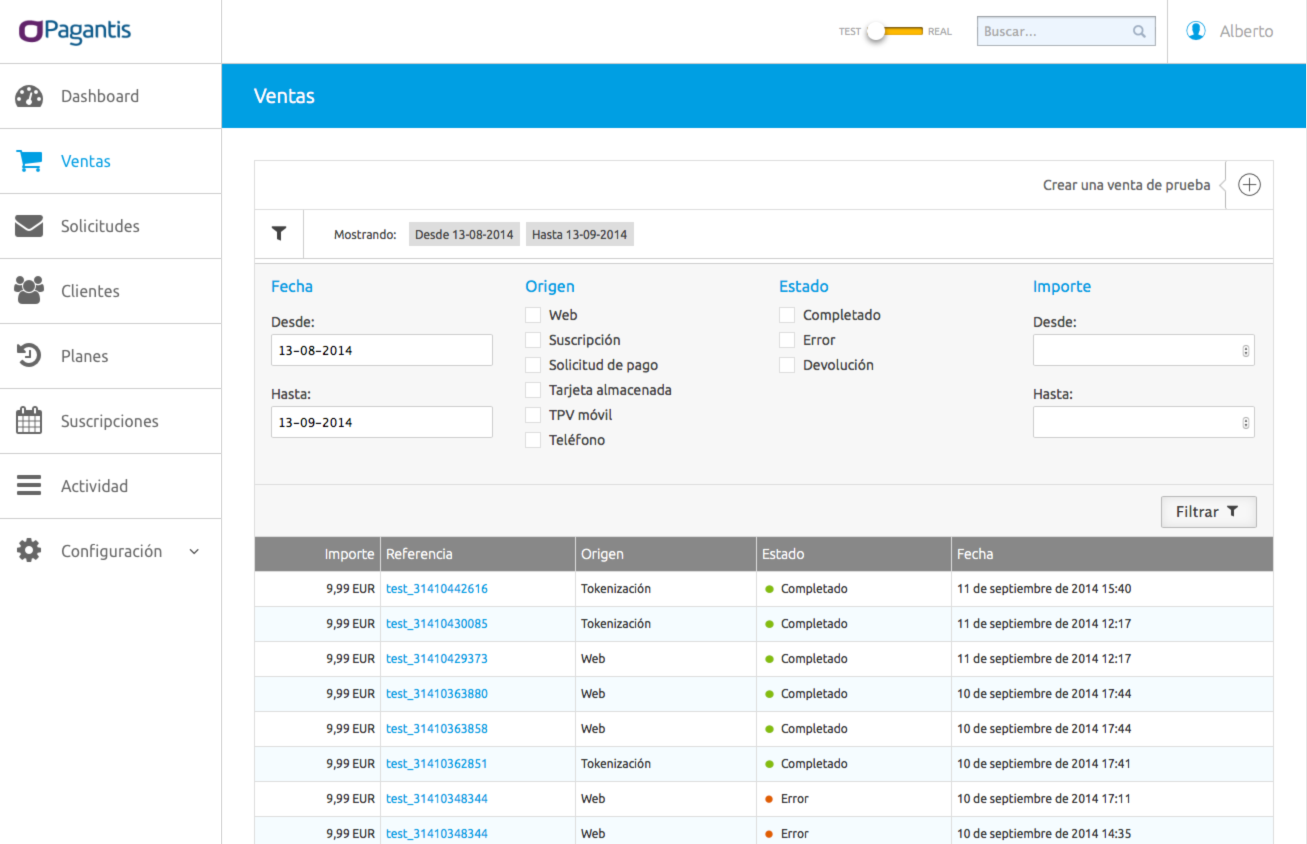 Pagantis
TEST REAL
Buscar...
Alberto
Dashboard
Ventas
Solicitudes
Clientes
Planes
Suscripciones
Actividad
Configuración
Ventas
Crear una venta de prueba
Mostrando: Desde 13-08-2014 Hasta 13-09-2014
Fecha
Desde:
13-08-2014
Hasta:
13-09-2014
Origen
Web
Suscripción
Solicitud de pago
Tarjeta almacenada
TPV móvil
Teléfono
Estado
Completado
Error
Devolución
Importe
Desde:
Hasta:
Filtrar
Importe Referencia Origen Estado Fecha
9,99 EUR test_31410442616 Tokenización Completado 11 de septiembre de 2014 15:40
9,99 EUR test_31410430085 Tokenización Completado 11 de septiembre de 2014 12:17
9,99 EUR test_31410429373 Web Completado 11 de septiembre de 2014 12:17
9,99 EUR test_31410363880 Web Completado 10 de septiembre de 2014 17:44
9,99 EUR test_31410363858 Web Completado 10 de septiembre de 2014 17:44
9,99 EUR test_31410362851 Tokenización Completado 10 de septiembre de 2014 17:41
9,99 EUR test_31410348344 Web Error 10 de septiembre de 2014 17:11
9,99 EUR test_31410348344 Web Error 10 de septiembre de 2014 14:35